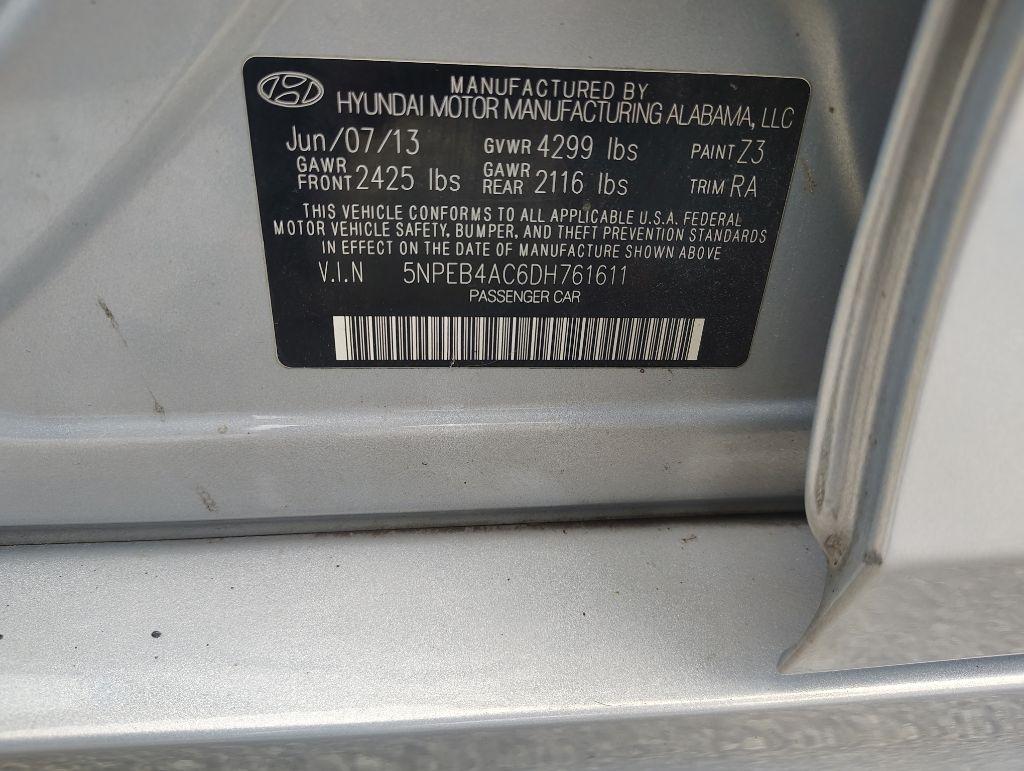 MANUFACTURED BY
HYUNDAI MOTOR MANUFACTURING ALABAMA, LLC
Jun/07/13 GVWR 4299 lbs PAINT Z3
GAWR FRONT 2425 lbs GAWR REAR 2116 lbs TRIM RA
THIS VEHICLE CONFORMS TO ALL APPLICABLE U.S.A. FEDERAL
MOTOR VEHICLE SAFETY, BUMPER, AND THEFT PREVENTION STANDARDS
IN EFFECT ON THE DATE OF MANUFACTURE SHOWN ABOVE
V.I.N 5NPEB4AC6DH761611
PASSENGER CAR